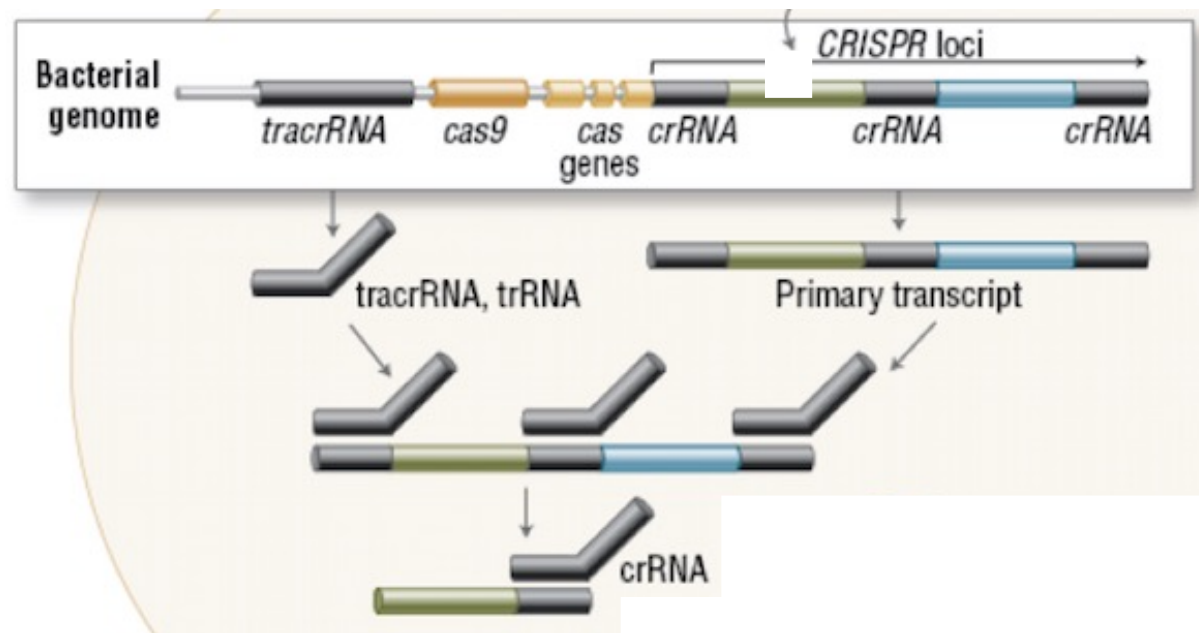 CRISPR loci
Bacterial
genome
tracrRNA cas9 cas crRNA crRNA crRNA
genes
tracrRNA, trRNA
Primary transcript
crRNA